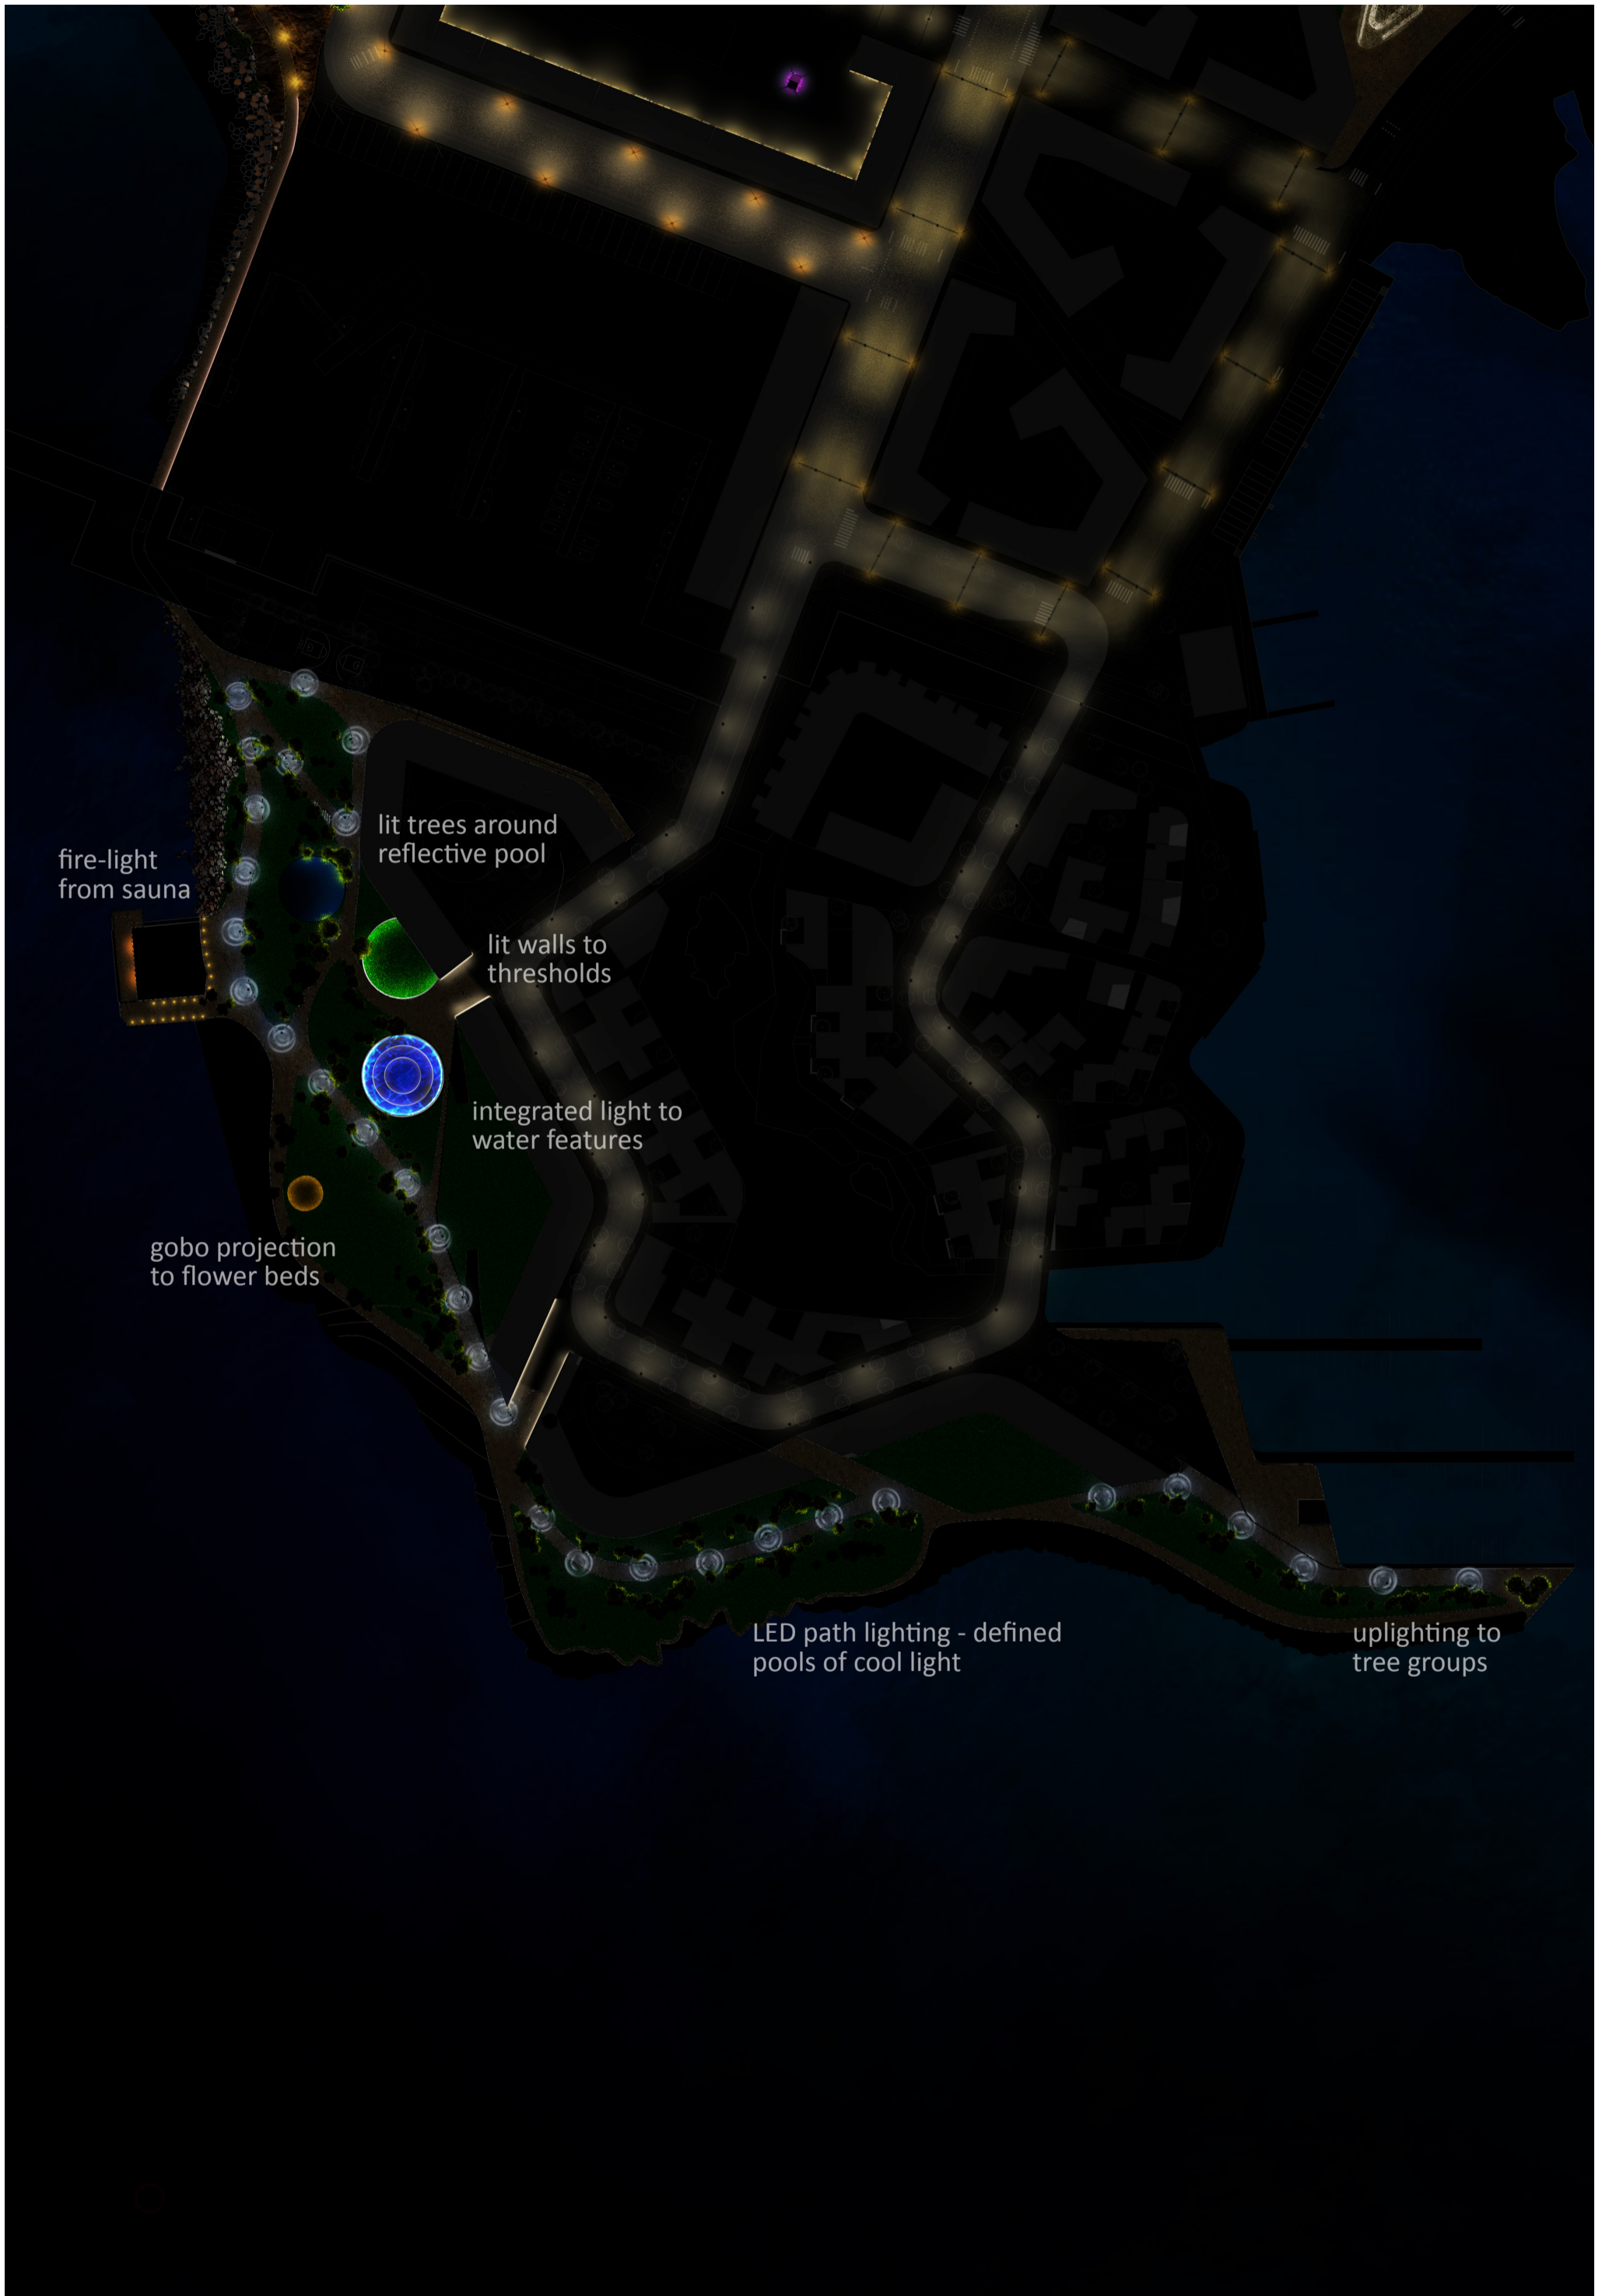 lit trees around
reflective pool
fire-light
from sauna
lit walls to
thresholds
integrated light to
water features
gobo projection
to flower beds
LED path lighting - defined
pools of cool light
uplighting to
tree groups